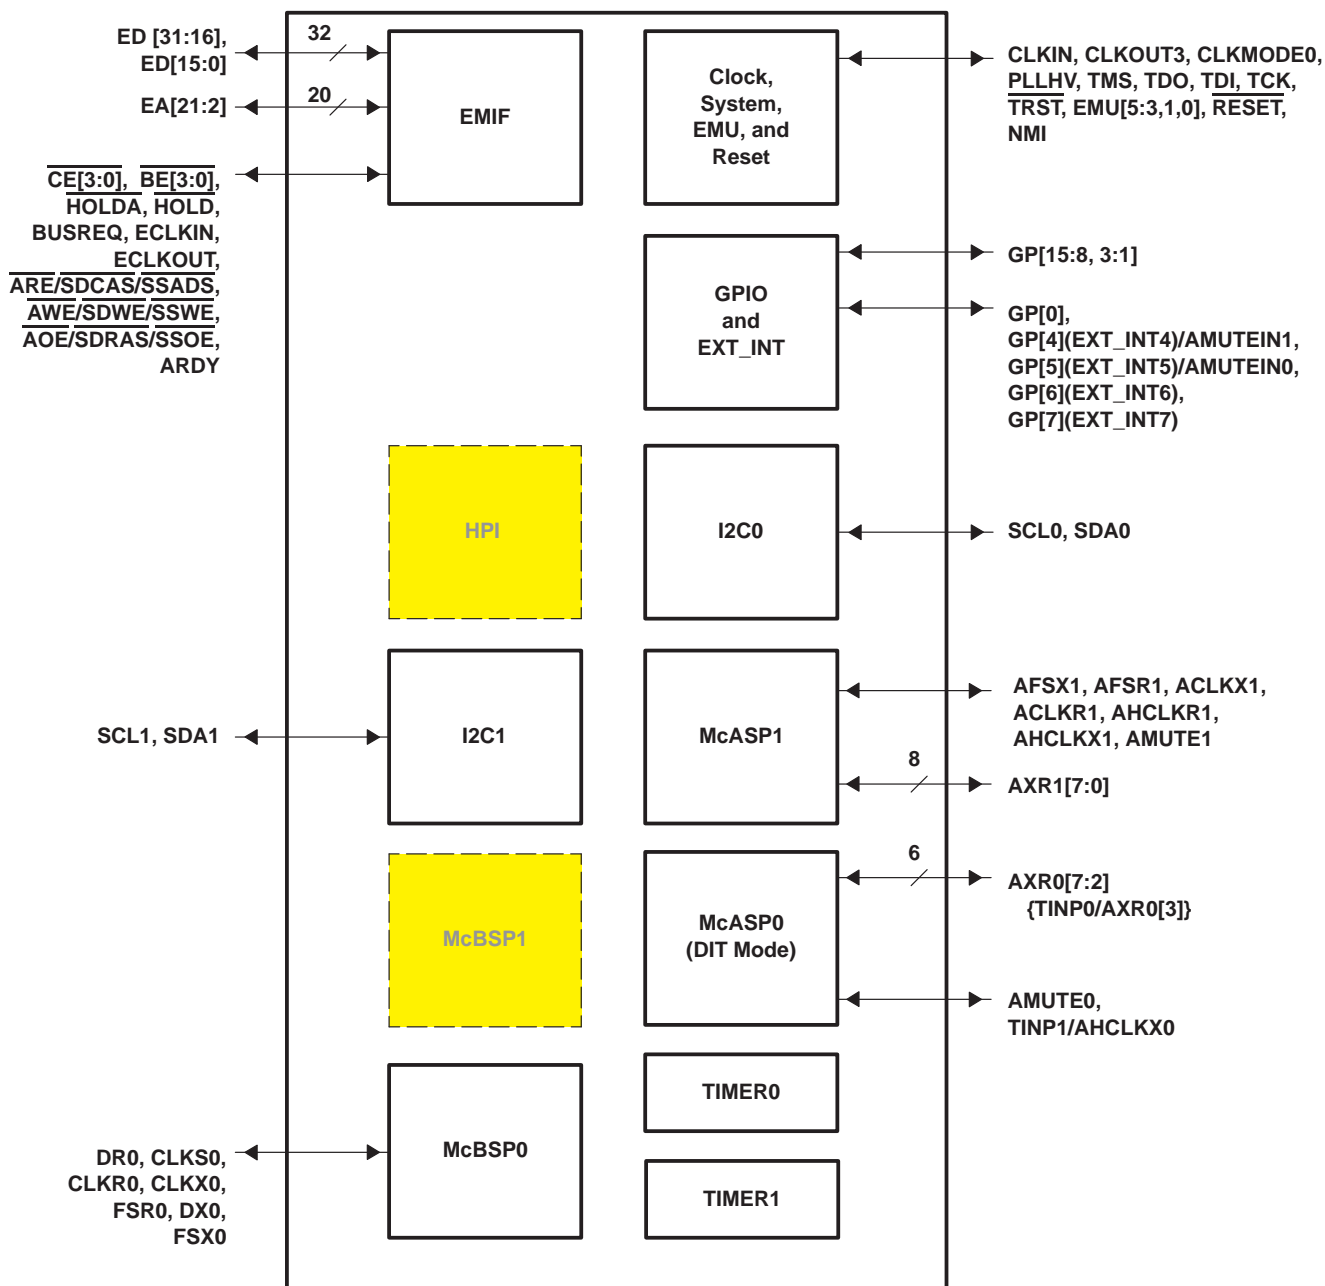 ED [31:16],
ED[15:0]
32
EA[21:2]
20
EMIF
CE[3:0], BE[3:0],
HOLDA, HOLD,
BUSREQ, ECLKIN,
ECLKOUT,
ARE/SDCAS/SSADS,
AWE/SDWE/SSWE,
AOE/SDRAS/SSOE,
ARDY
Clock,
System,
EMU, and
Reset
CLKIN, CLKOUT3, CLKMODE0,
PLLHV, TMS, TDO, TDI, TCK,
TRST, EMU[5:3,1,0], RESET,
NMI
GPIO
and
EXT_INT
GP[15:8, 3:1]
GP[0],
GP[4](EXT_INT4)/AMUTEIN1,
GP[5](EXT_INT5)/AMUTEIN0,
GP[6](EXT_INT6),
GP[7](EXT_INT7)
HPI
I2C0
SCL0, SDA0
SCL1, SDA1
I2C1
McASP1
AFSX1, AFSR1, ACLKX1,
ACLKR1, AHCLKR1,
AHCLKX1, AMUTE1
8
AXR1[7:0]
McBSP1
McASP0
(DIT Mode)
6
AXR0[7:2]
{TINP0/AXR0[3]}
AMUTE0,
TINP1/AHCLKX0
DR0, CLKS0,
CLKR0, CLKX0,
FSR0, DX0,
FSX0
McBSP0
TIMER0
TIMER1